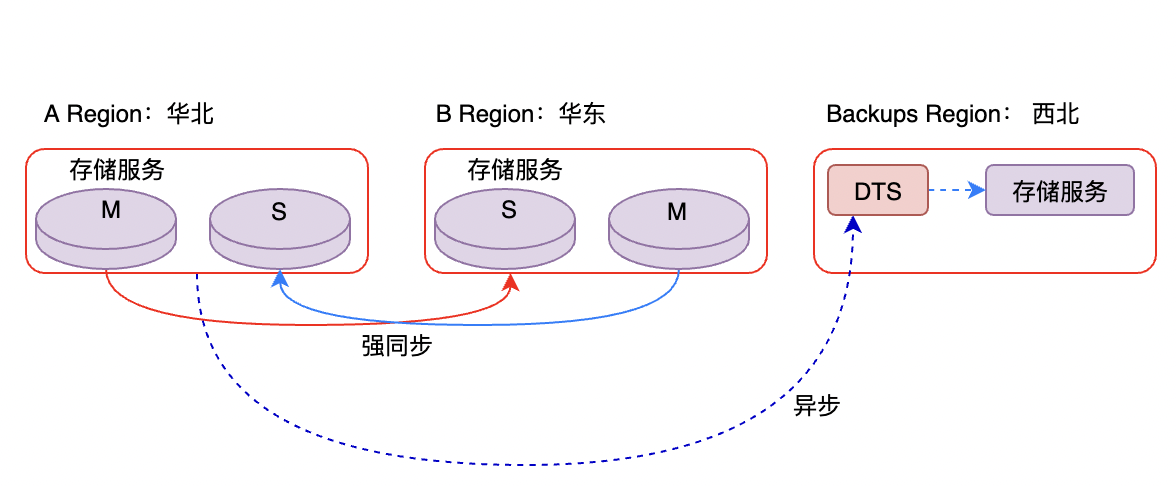 A Region：华北
B Region：华东
Backups Region： 西北
存储服务
M
S
存储服务
S
M
DTS
存储服务
强同步
异步